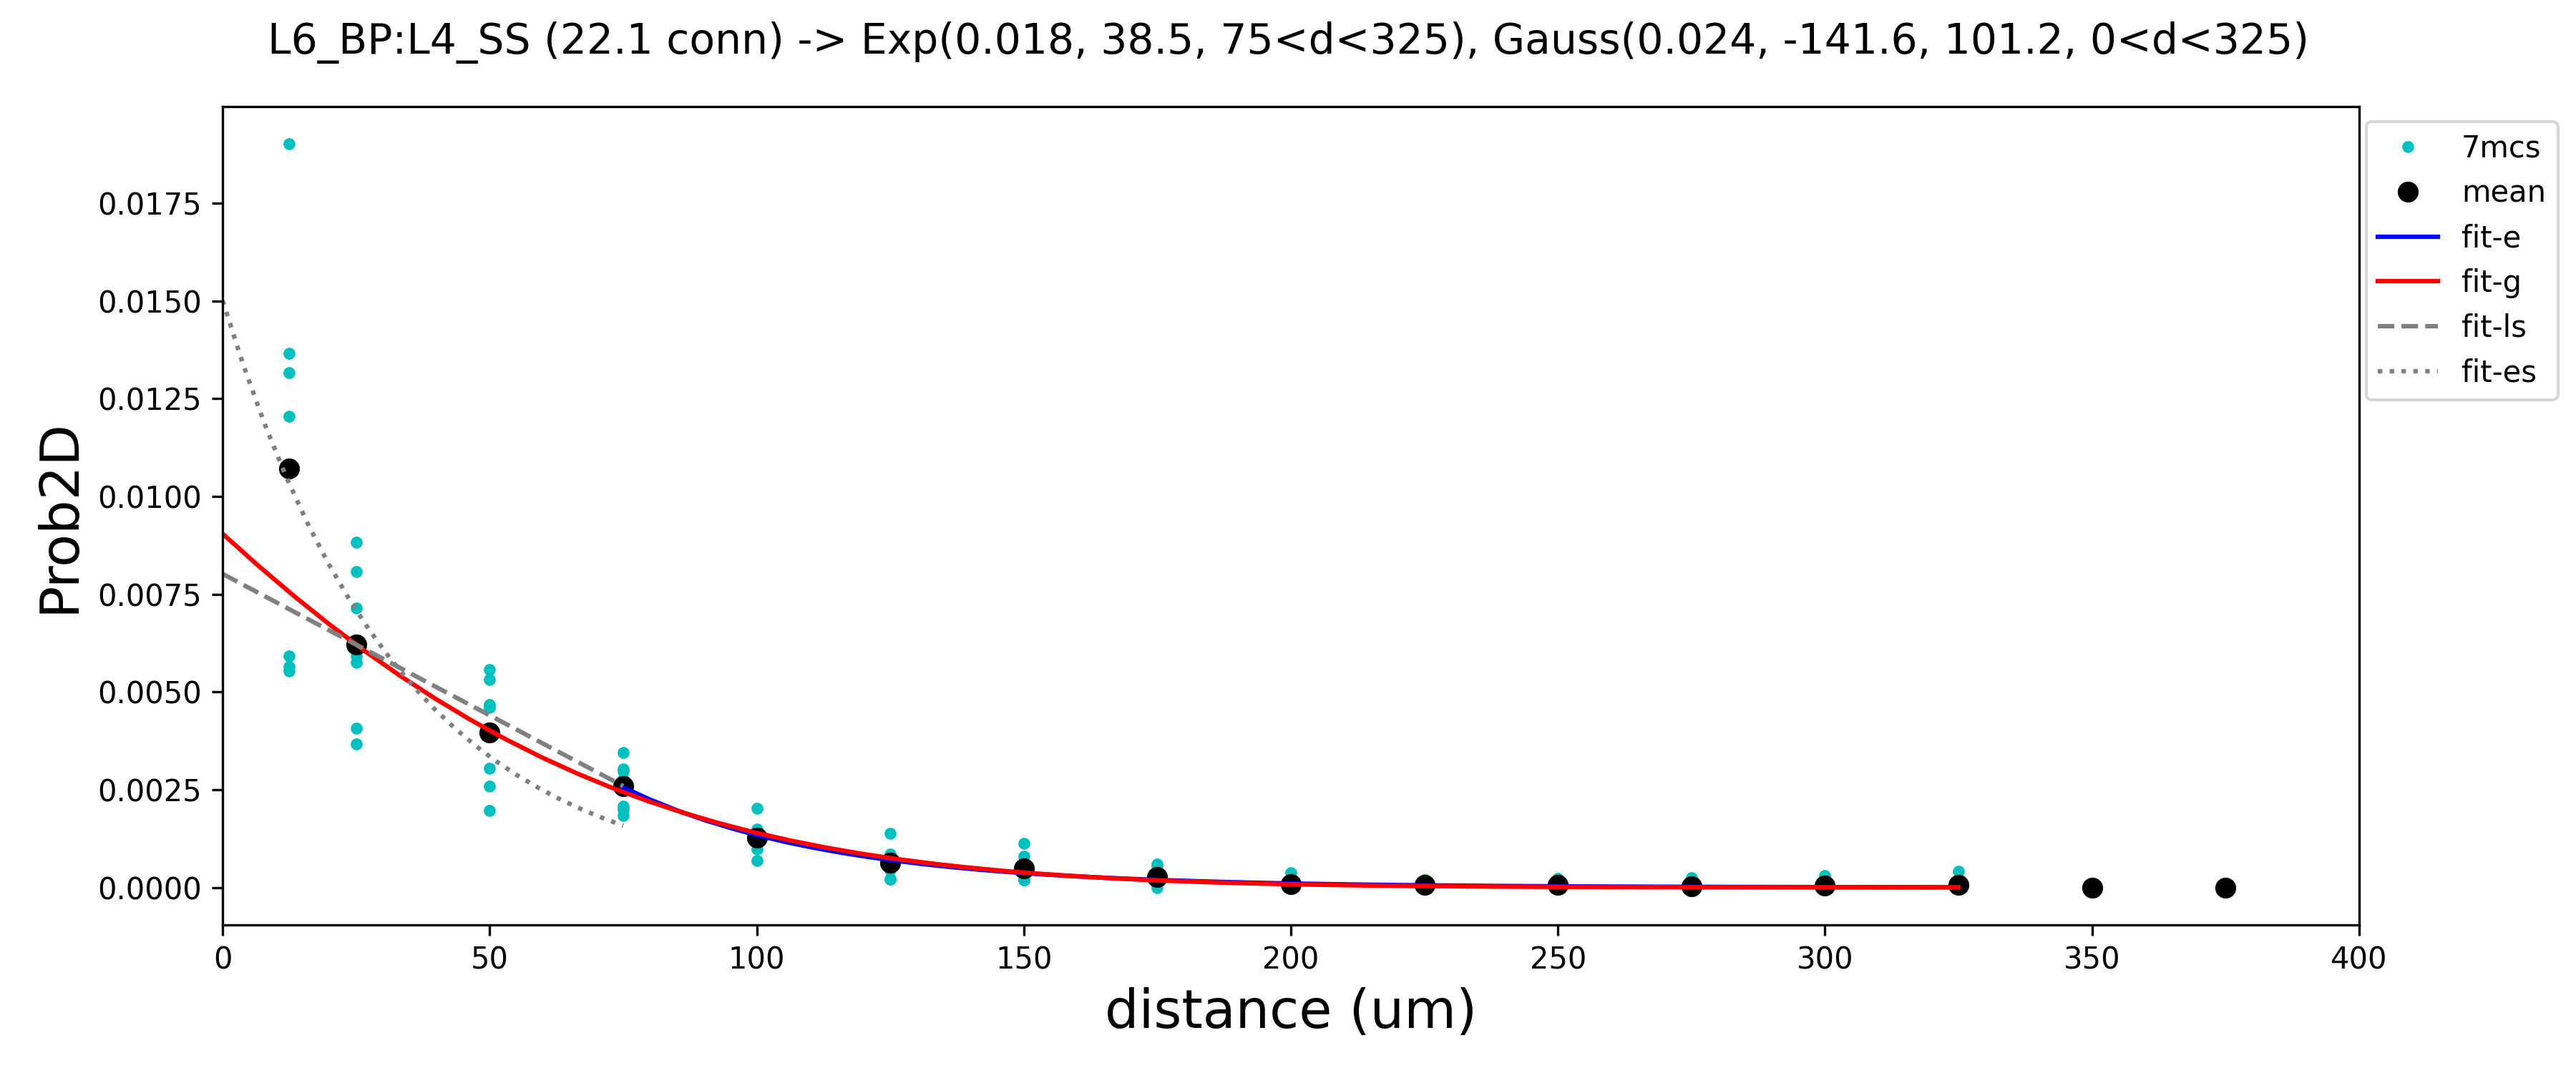 L6_BP:L4_SS (22.1 conn) -> Exp(0.018, 38.5, 75<d<325), Gauss(0.024, -141.6, 101.2, 0<d<325)
Prob2D
0.0175
0.0150
0.0125
0.0100
0.0075
0.0050
0.0025
0.0000
0 50 100 150 200 250 300 350 400
distance (um)
7mcs
mean
fit-e
fit-g
fit-ls
fit-es